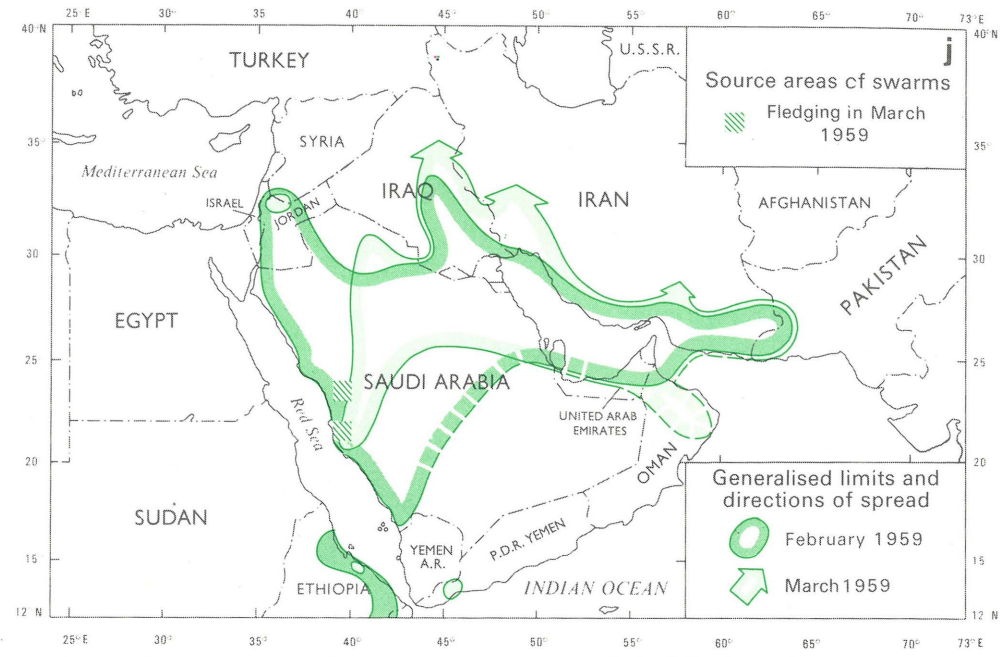 25° E 30° 35° 40° 45° 50° 55° 60° 65° 70° 73° E
40° N
40° N
TURKEY
U.S.S.R.
j
Source areas cf swarms
Fledging in March
1959
35°
35°
SYRIA
Mediterranean Sea
IRAQ
IRAN
ISRAEL
JORDAN
AFGHANISTAN
30
30
PAKISTAN
EGYPT
25
25
SAUDI ARABIA
Red Sea
UNITED ARAB
EMIRATES
20
20
OMAN
Generalised limits and
directions of spread
SUDAN
February 1959
YEMEN
A.R.
P.D.R. YEMEN
15
15
ETHIOPIA
INDIAN OCEAN
March 1959
12° N
12° N
25° E 30° 35° 40° 45° 50° 55° 60° 65° 70° 73° E